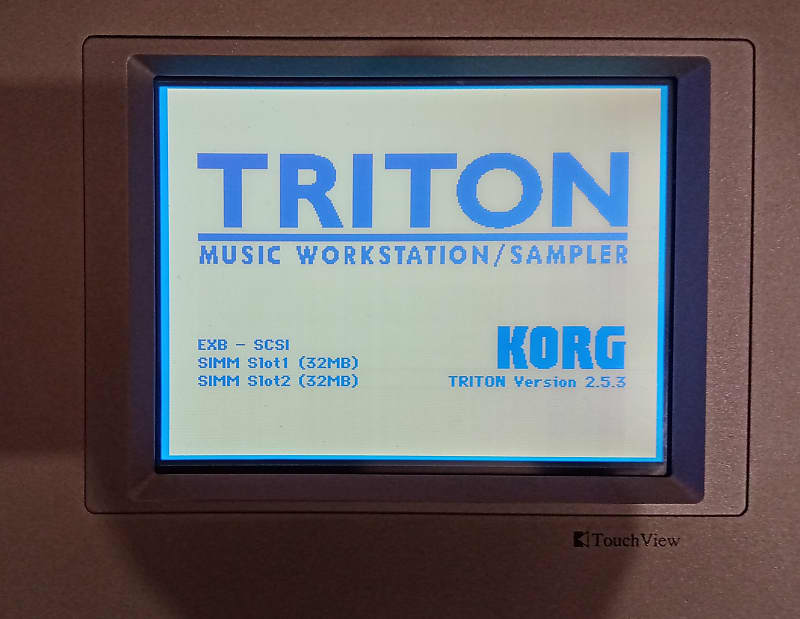 TRITON
MUSIC WORKSTATION/SAMPLER
EXB - SCSI
SIMM Slot1 (32MB)
SIMM Slot2 (32MB)
KORG
TRITON Version 2.5.3
TouchView